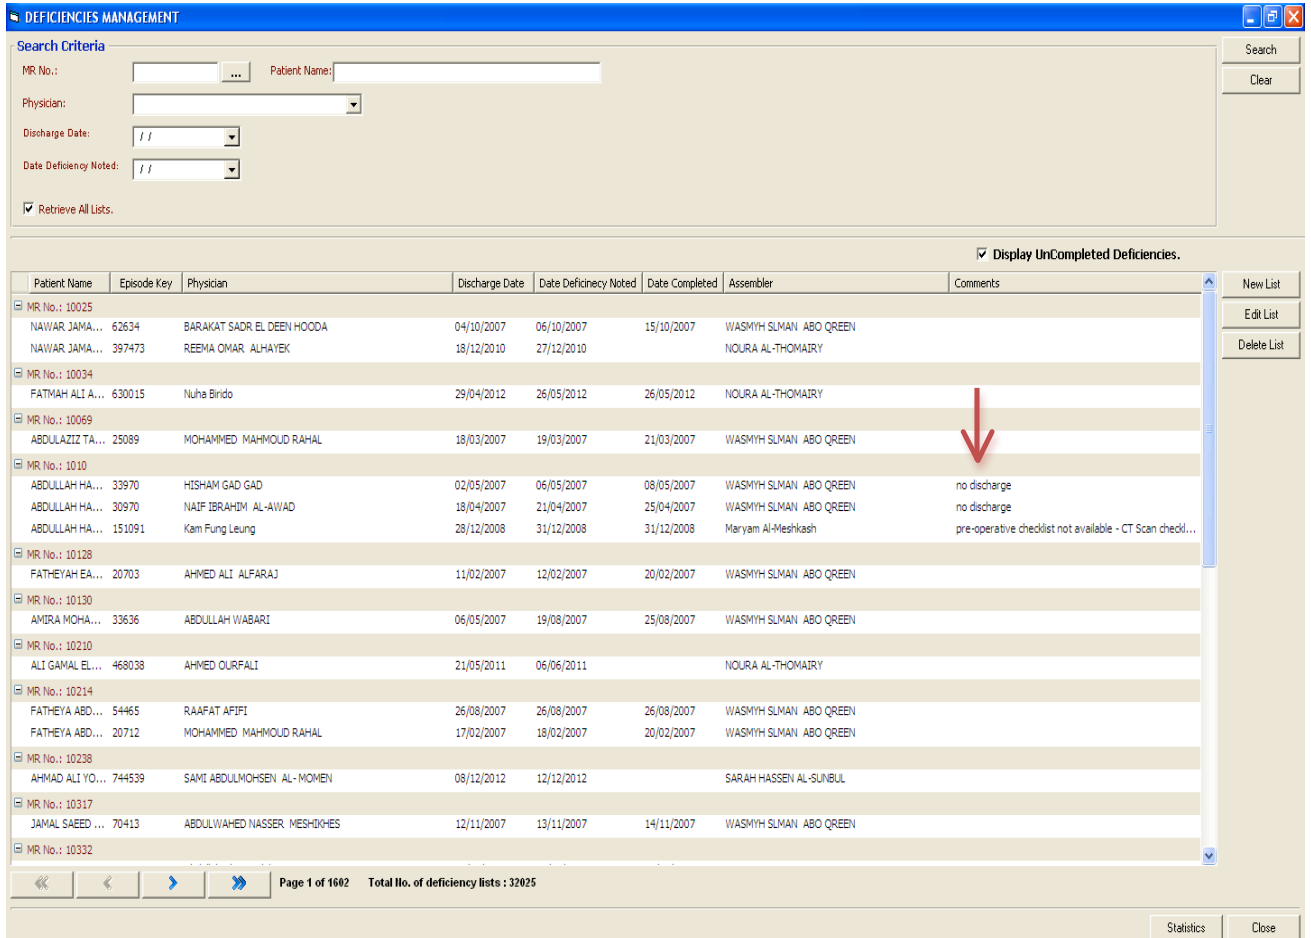 DEFICIENCIES MANAGEMENT
Search Criteria
Search
MR No.: ... Patient Name:
Clear
Physician:
Discharge Date: / /
Date Deficiency Noted: / /
Retrieve All Lists.
Display UnCompleted Deficiencies.
Patient Name Episode Key Physician Discharge Date Date Deficinecy Noted Date Completed Assembler Comments
New List
MR No.: 10025
Edit List
NAWAR JAMA... 62634 BARAKAT SADR EL DEEN HOODA 04/10/2007 06/10/2007 15/10/2007 WASMYH SLMAN ABO QREEN
NAWAR JAMA... 397473 REEMA OMAR ALHAYEK 18/12/2010 27/12/2010 NOURA AL-THOMAIRY
Delete List
MR No.: 10034
FATMAH ALI A... 630015 Nuha Birido 29/04/2012 26/05/2012 26/05/2012 NOURA AL-THOMAIRY
MR No.: 10069
ABDULAZIZ TA... 25089 MOHAMMED MAHMOUD RAHAL 18/03/2007 19/03/2007 21/03/2007 WASMYH SLMAN ABO QREEN
MR No.: 1010
ABDULLAH HA... 33970 HISHAM GAD GAD 02/05/2007 06/05/2007 08/05/2007 WASMYH SLMAN ABO QREEN no discharge
ABDULLAH HA... 30970 NAIF IBRAHIM AL-AWAD 18/04/2007 21/04/2007 25/04/2007 WASMYH SLMAN ABO QREEN no discharge
ABDULLAH HA... 151091 Kam Fung Leung 28/12/2008 31/12/2008 31/12/2008 Maryam Al-Meshkash pre-operative checklist not available - CT Scan checkl...
MR No.: 10128
FATHEYAH EA... 20703 AHMED ALI ALFARAJ 11/02/2007 12/02/2007 20/02/2007 WASMYH SLMAN ABO QREEN
MR No.: 10130
AMIRA MOHA... 33636 ABDULLAH WABARI 06/05/2007 19/08/2007 25/08/2007 WASMYH SLMAN ABO QREEN
MR No.: 10210
ALI GAMAL EL... 468038 AHMED OURFALI 21/05/2011 06/06/2011 NOURA AL-THOMAIRY
MR No.: 10214
FATHEYA ABD... 54465 RAAFAT AFIFI 26/08/2007 26/08/2007 26/08/2007 WASMYH SLMAN ABO QREEN
FATHEYA ABD... 20712 MOHAMMED MAHMOUD RAHAL 17/02/2007 18/02/2007 20/02/2007 WASMYH SLMAN ABO QREEN
MR No.: 10238
AHMAD ALI YO... 744539 SAMI ABDULMOHSEN AL- MOMEN 08/12/2012 12/12/2012 SARAH HASSEN AL-SUNBUL
MR No.: 10317
JAMAL SAEED ... 70413 ABDULWAHED NASSER MESHIKHES 12/11/2007 13/11/2007 14/11/2007 WASMYH SLMAN ABO QREEN
MR No.: 10332
Page 1 of 1602 Total No. of deficiency lists : 32025
Statistics Close